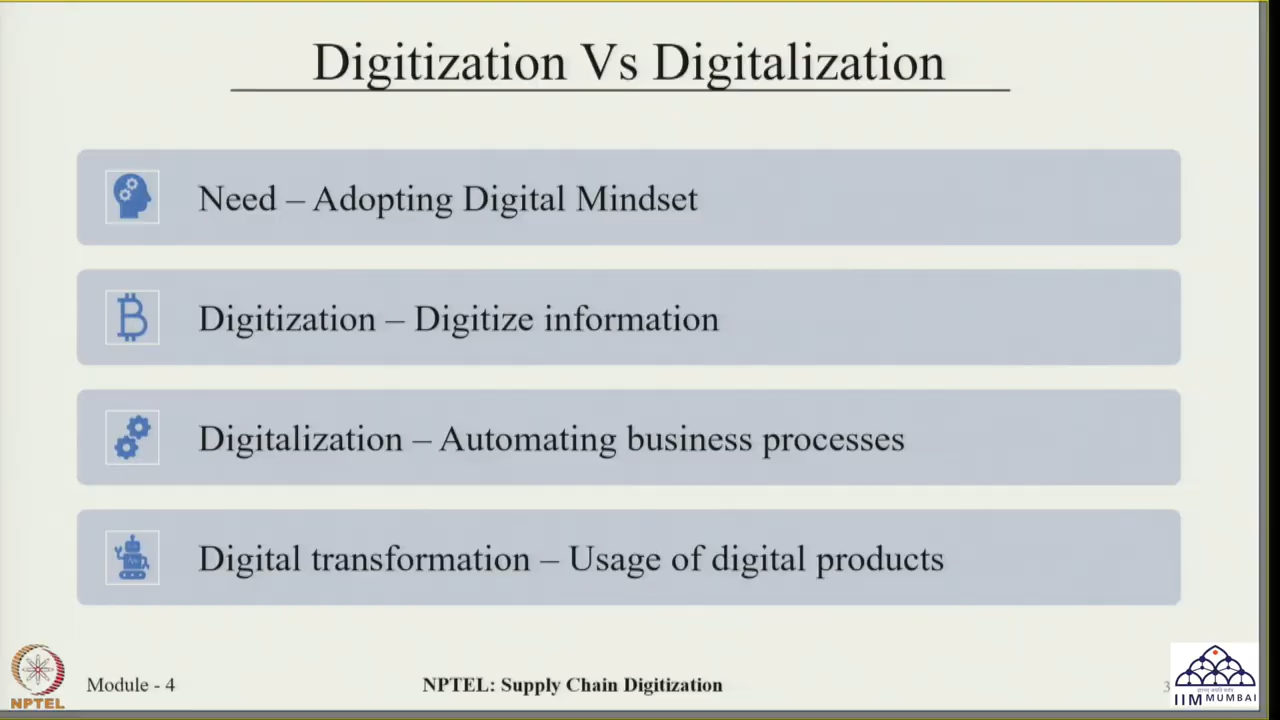 Digitization Vs Digitalization
Need – Adopting Digital Mindset
Digitization – Digitize information
Digitalization – Automating business processes
Digital transformation – Usage of digital products
NPTEL
Module - 4
NPTEL: Supply Chain Digitization
3
IIM MUMBAI